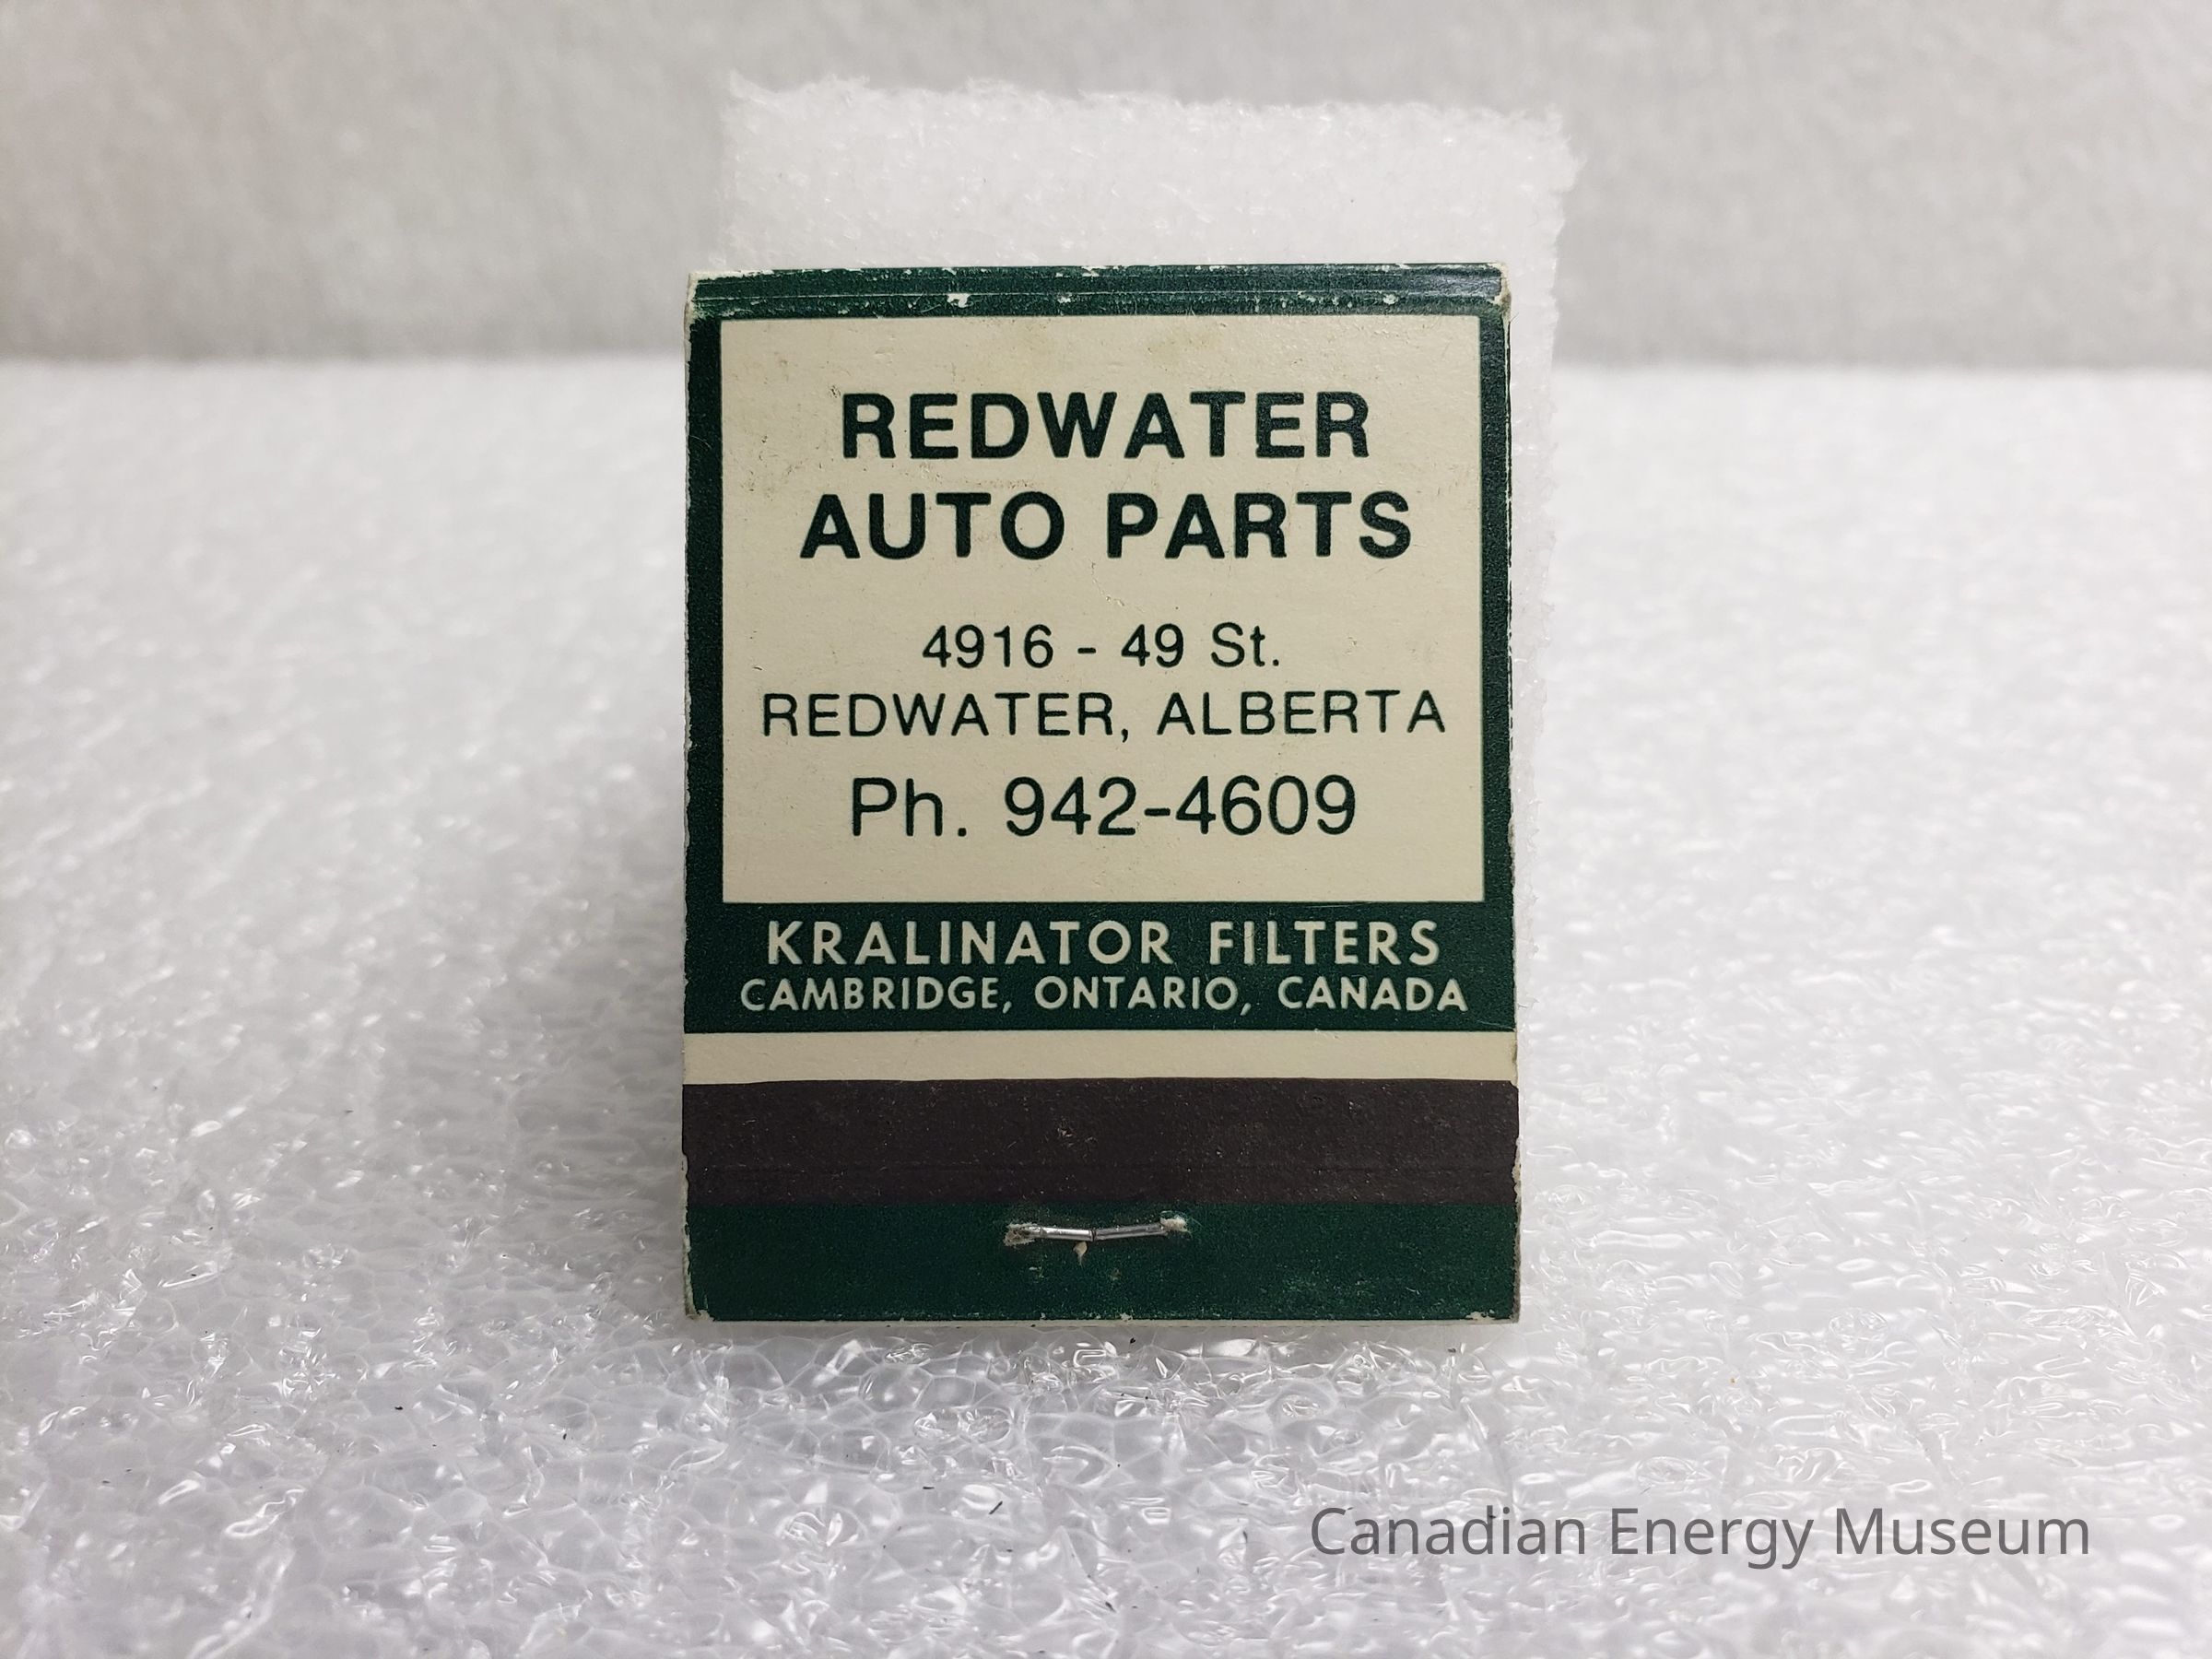 REDWATER
AUTO PARTS
4916 - 49 St.
REDWATER, ALBERTA
Ph. 942-4609
KRALINATOR FILTERS
CAMBRIDGE, ONTARIO, CANADA
Canadian Energy Museum